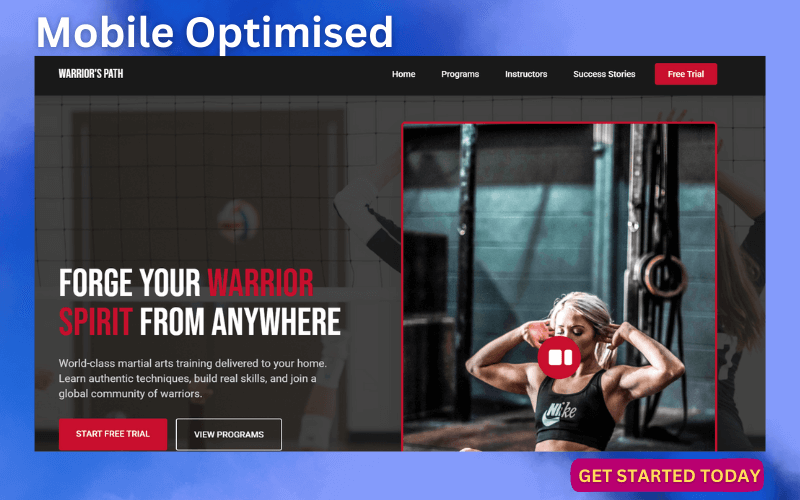 Mobile Optimised
WARRIOR'S PATH
Home
Programs
Instructors
Success Stories
Free Trial
FORGE YOUR WARRIOR
SPIRIT FROM ANYWHERE
World-class martial arts training delivered to your home.
Learn authentic techniques, build real skills, and join a
global community of warriors.
START FREE TRIAL
VIEW PROGRAMS
Nike
GET STARTED TODAY